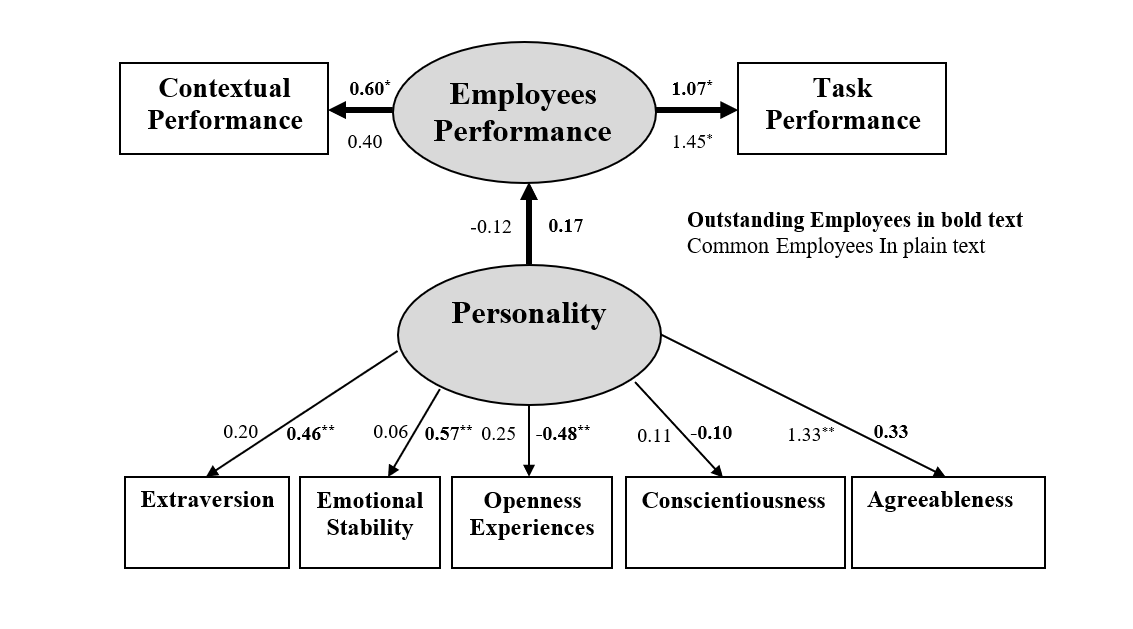 Contextual
Performance
0.60*
0.40
Employees
Performance
1.07*
1.45*
Task
Performance
-0.12
0.17
Outstanding Employees in bold text
Common Employees In plain text
Personality
0.20
0.46**
0.06
0.57**
0.25
-0.48**
0.11
-0.10
1.33**
0.33
Extraversion
Emotional
Stability
Openness
Experiences
Conscientiousness
Agreeableness